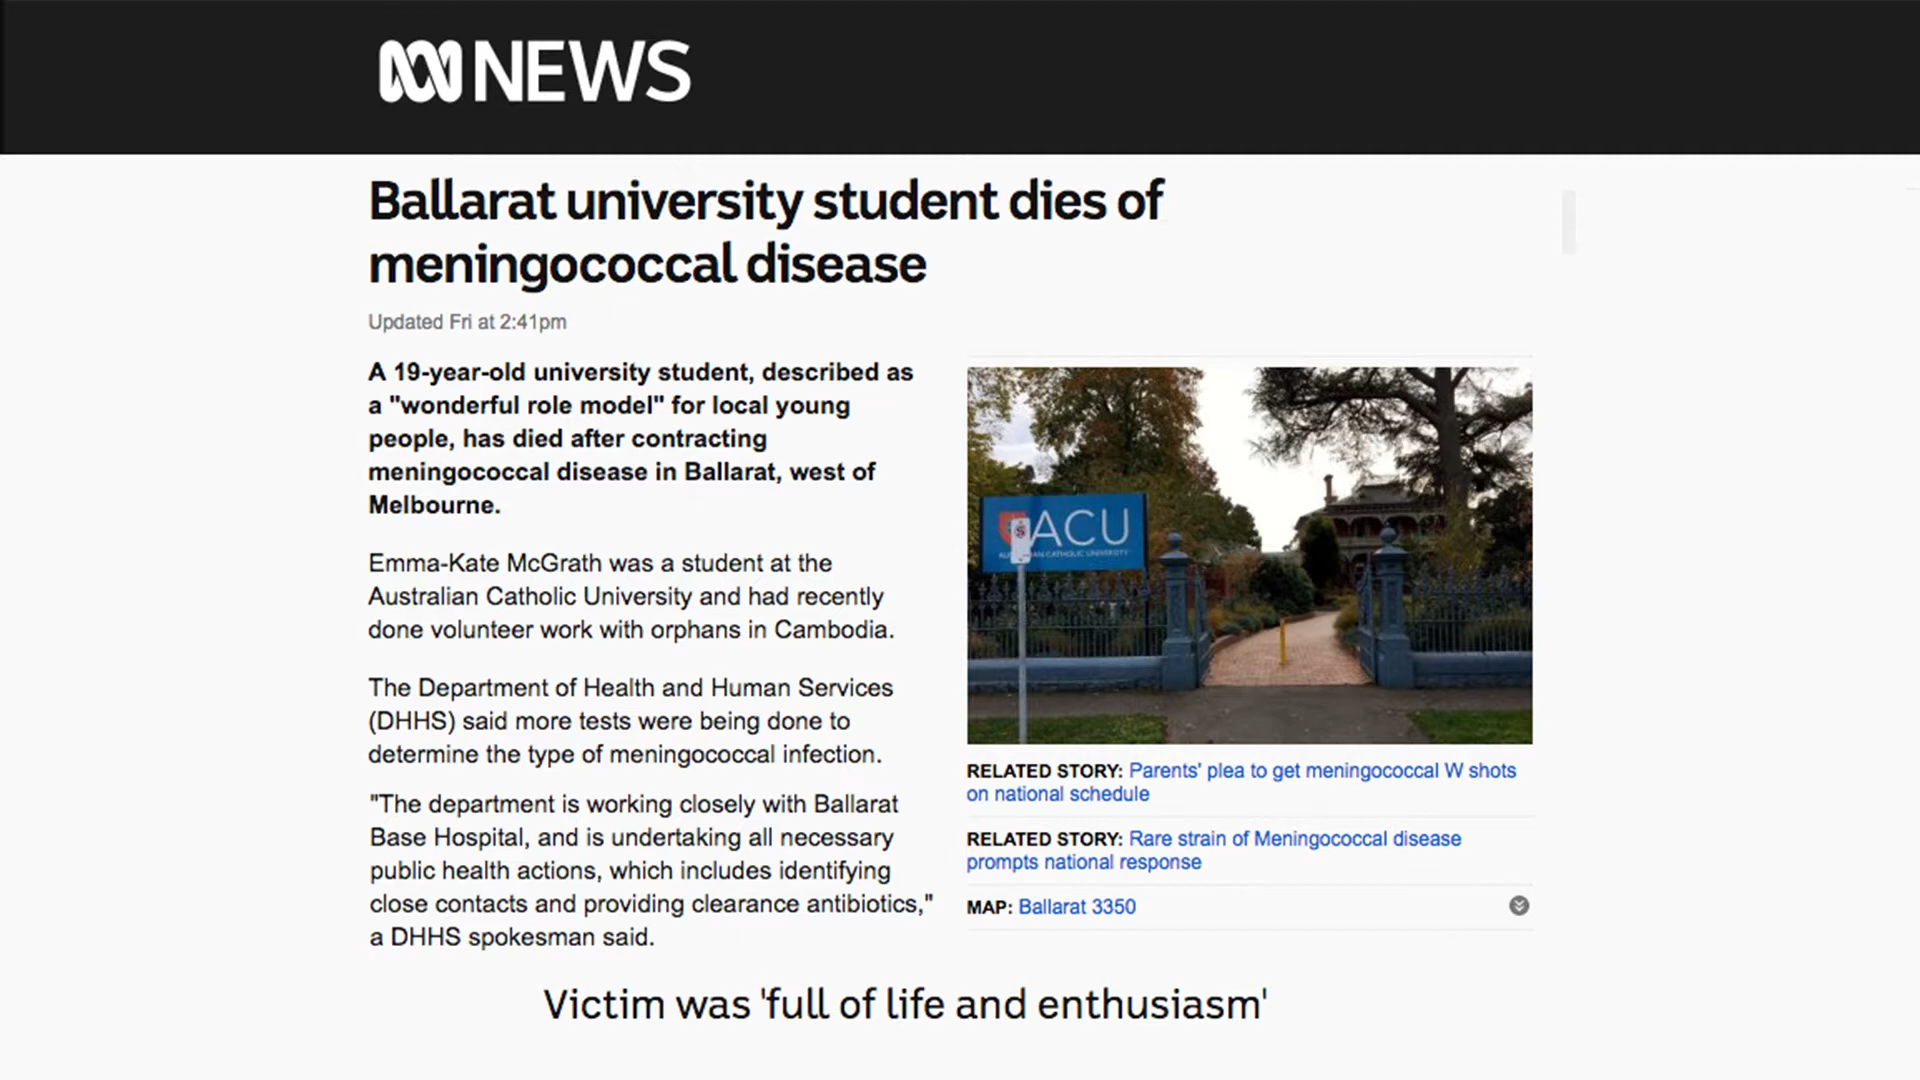 NEWS
Ballarat university student dies of
meningococcal disease
Updated Fri at 2:41pm
A 19-year-old university student, described as
a "wonderful role model" for local young
people, has died after contracting
meningococcal disease in Ballarat, west of
Melbourne.
Emma-Kate McGrath was a student at the
Australian Catholic University and had recently
done volunteer work with orphans in Cambodia.
The Department of Health and Human Services
(DHHS) said more tests were being done to
determine the type of meningococcal infection.
"The department is working closely with Ballarat
Base Hospital, and is undertaking all necessary
public health actions, which includes identifying
close contacts and providing clearance antibiotics,"
a DHHS spokesman said.
ACU
CATHOLIC UNIVERSITY
RELATED STORY: Parents' plea to get meningococcal W shots
on national schedule
RELATED STORY: Rare strain of Meningococcal disease
prompts national response
MAP: Ballarat 3350
Victim was 'full of life and enthusiasm'